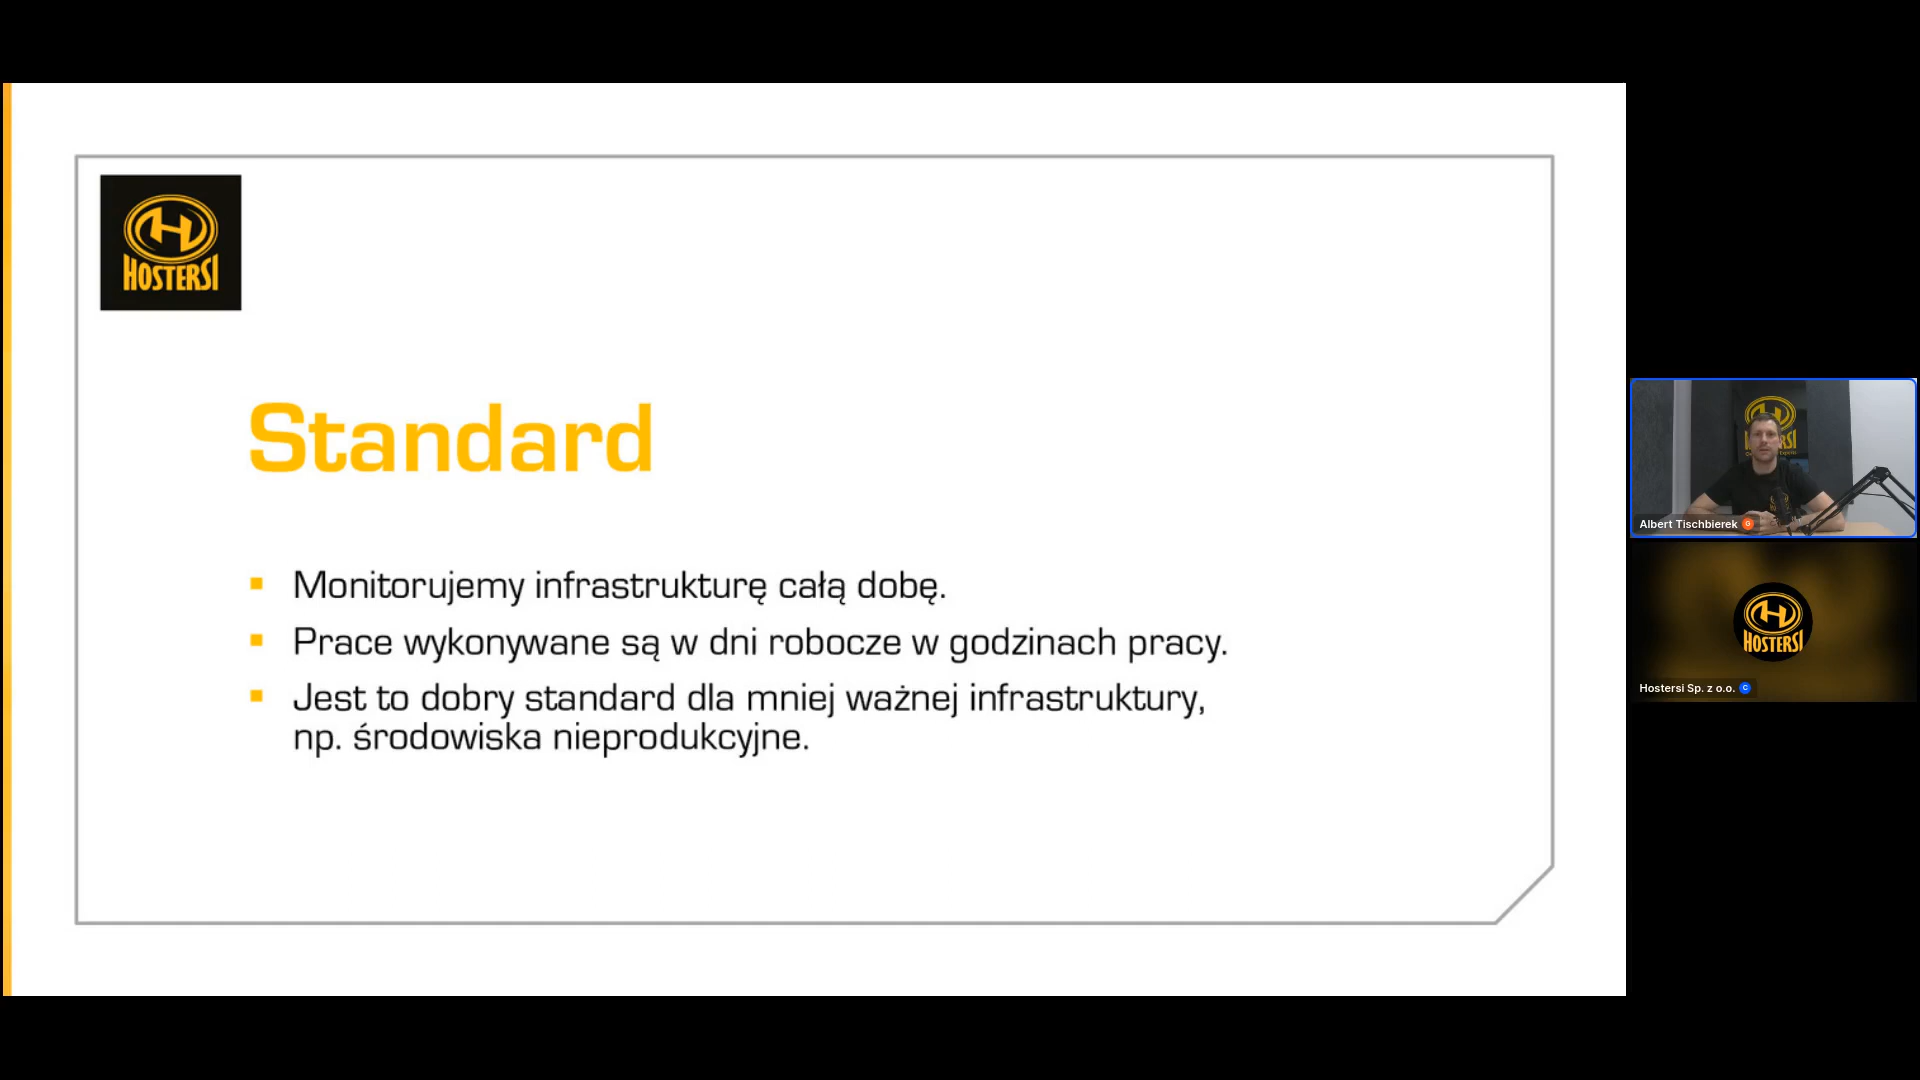 HOSTERSI
Standard
Monitorujemy infrastrukturę całą dobę.
Prace wykonywane są w dni robocze w godzinach pracy.
Jest to dobry standard dla mniej ważnej infrastruktury,
np. środowiska nieprodukcyjne.
Albert Tischbierek G
HOSTERSI
Hostersi Sp. z o.o. C